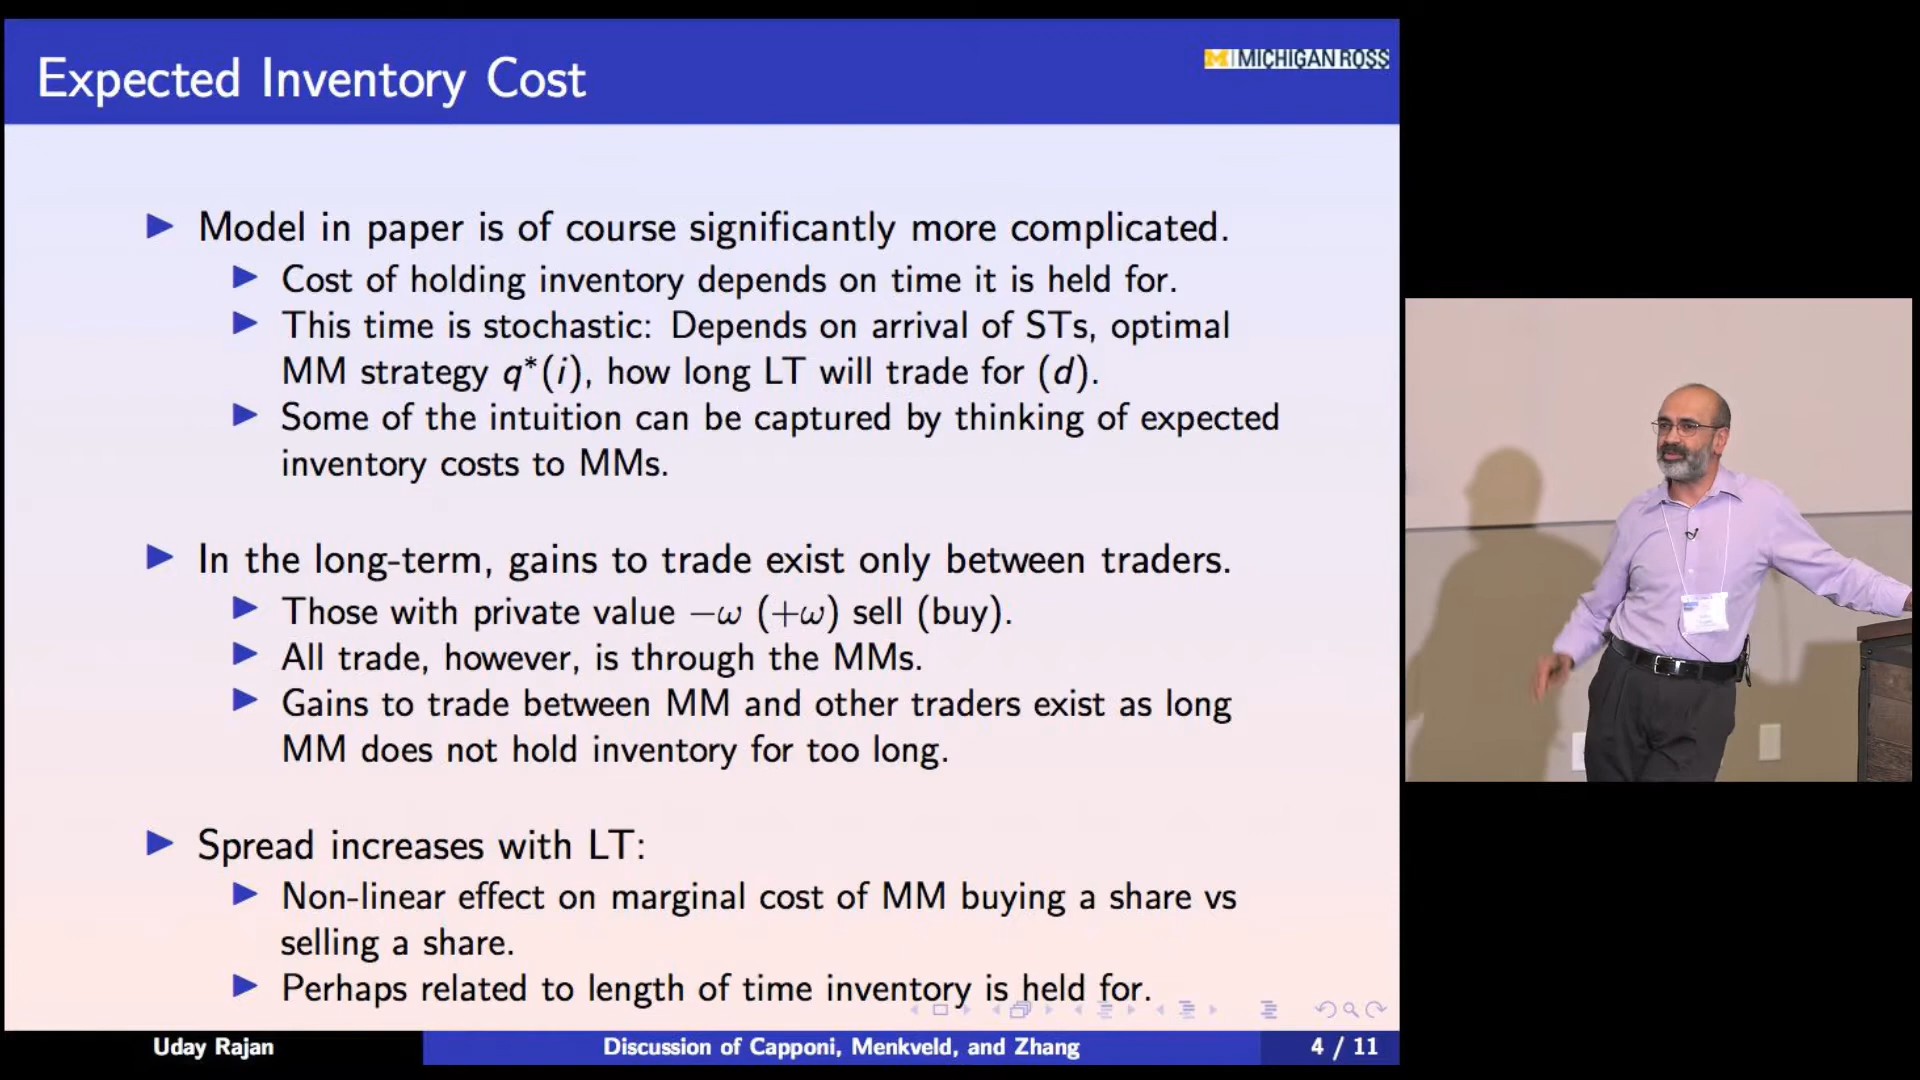 Expected Inventory Cost
M MICHIGAN ROSS
Model in paper is of course significantly more complicated.
Cost of holding inventory depends on time it is held for.
This time is stochastic: Depends on arrival of STs, optimal
MM strategy q*(i), how long LT will trade for (d).
Some of the intuition can be captured by thinking of expected
inventory costs to MMs.
In the long-term, gains to trade exist only between traders.
Those with private value −ω (+ω) sell (buy).
All trade, however, is through the MMs.
Gains to trade between MM and other traders exist as long
MM does not hold inventory for too long.
Spread increases with LT:
Non-linear effect on marginal cost of MM buying a share vs
selling a share.
Perhaps related to length of time inventory is held for.
Uday Rajan
Discussion of Capponi, Menkveld, and Zhang
4 / 11